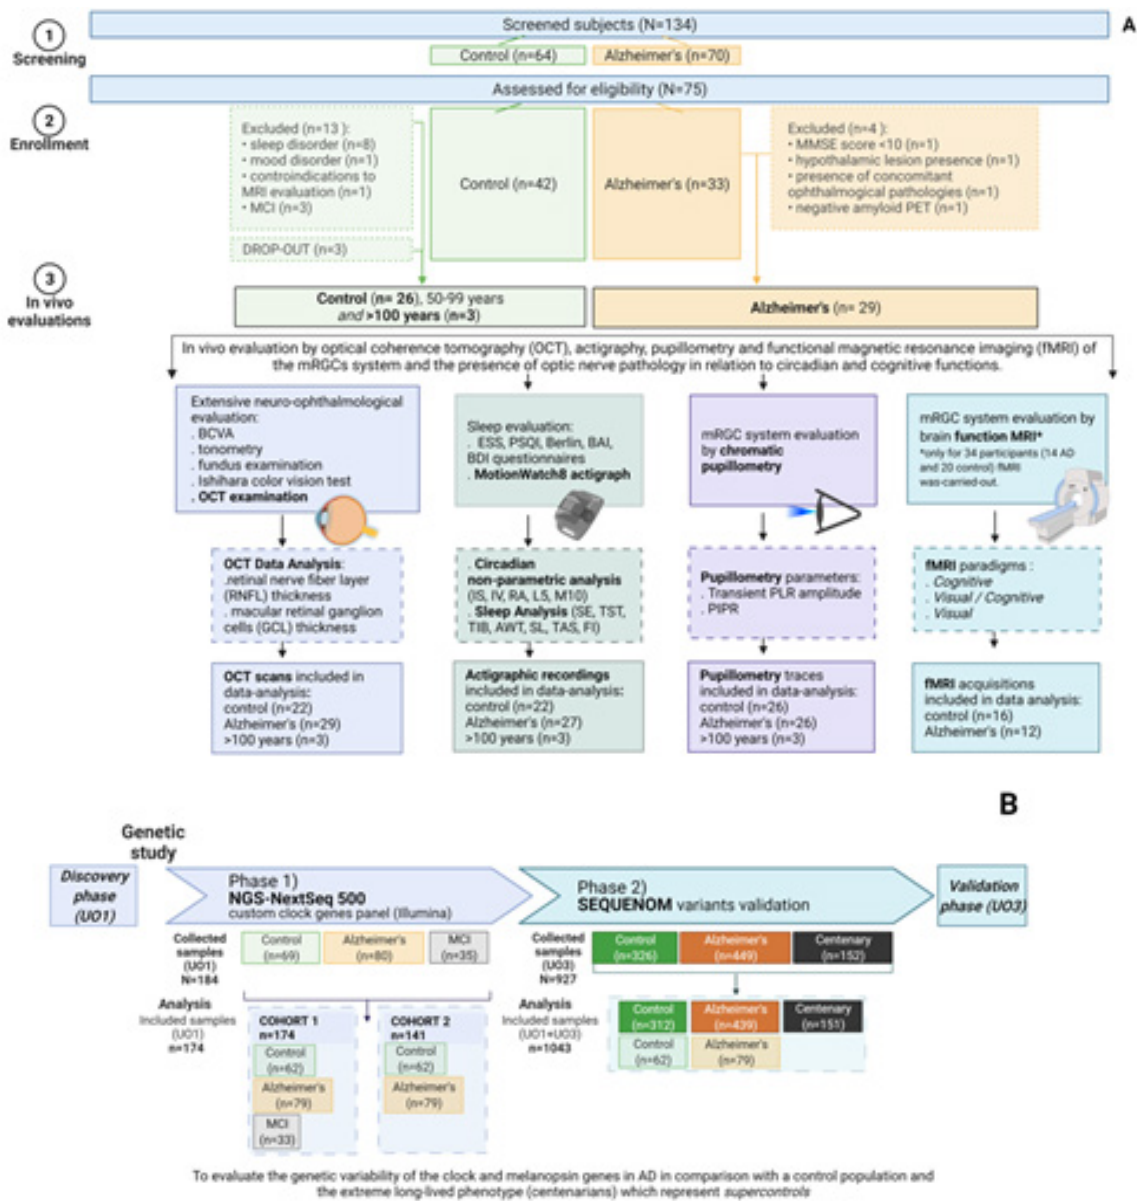 A
1
Screening
Screened subjects (N=134)
Control (n=64)
Alzheimer's (n=70)
Assessed for eligibility (N=75)
2
Enrollment
Excluded (n=13 ):
• sleep disorder (n=8)
• mood disorder (n=1)
• controindications to
MRI evaluation (n=1)
• MCI (n=3)
DROP-OUT (n=3)
Control (n=42)
Alzheimer's (n=33)
Excluded (n=4 ):
• MMSE score <10 (n=1)
• hypothalamic lesion presence (n=1)
• presence of concomitant
ophthalmogical pathologies (n=1)
• negative amyloid PET (n=1)
3
In vivo
evaluations
Control (n= 26), 50-99 years
and >100 years (n=3)
Alzheimer's (n= 29)
In vivo evaluation by optical coherence tomography (OCT), actigraphy, pupillometry and functional magnetic resonance imaging (fMRI) of
the mRGCs system and the presence of optic nerve pathology in relation to circadian and cognitive functions.
Extensive neuro-ophthalmological
evaluation:
. BCVA
. tonometry
. fundus examination
. Ishihara color vision test
. OCT examination
OCT Data Analysis:
.retinal nerve fiber layer
(RNFL) thickness
. macular retinal ganglion
cells (GCL) thickness
OCT scans included in
data-analysis:
control (n=22)
Alzheimer's (n=29)
>100 years (n=3)
Sleep evaluation:
. ESS, PSQI, Berlin, BAI,
BDI questionnaires
. MotionWatch8 actigraph
. Circadian
non-parametric analysis
(IS, IV, RA, L5, M10)
. Sleep Analysis (SE, TST,
TIB, AWT, SL, TAS, FI)
Actigraphic recordings
included in data-analysis:
control (n=22)
Alzheimer's (n=27)
>100 years (n=3)
mRGC system evaluation
by chromatic
pupillometry
Pupillometry parameters:
. Transient PLR amplitude
. PIPR
Pupillometry traces
included in data-analysis:
control (n=26)
Alzheimer's (n=26)
>100 years (n=3)
mRGC system evaluation by
brain function MRI*
*only for 34 participants (14 AD
and 20 control) fMRI
was carried-out.
fMRI paradigms :
. Cognitive
. Visual / Cognitive
. Visual
fMRI acquisitions
included in data analysis:
control (n=16)
Alzheimer's (n=12)
B
Genetic
study
Discovery
phase
(UO1)
Phase 1)
NGS-NextSeq 500
custom clock genes panel (Illumina)
Phase 2)
SEQUENOM variants validation
Validation
phase (UO3)
Collected
samples
(UO1)
N=184
Control
(n=69)
Alzheimer's
(n=80)
MCI
(n=35)
Analysis
Included samples
(UO1)
n=174
COHORT 1
n=174
Control
(n=62)
Alzheimer's
(n=79)
MCI
(n=33)
COHORT 2
n=141
Control
(n=62)
Alzheimer's
(n=79)
Collected
samples
(UO3)
N=927
Control
(n=326)
Alzheimer's
(n=449)
Centenary
(n=152)
Analysis
Included samples
(UO1+UO3)
n=1043
Control
(n=312)
Alzheimer's
(n=439)
Centenary
(n=151)
Control
(n=62)
Alzheimer's
(n=79)
To evaluate the genetic variability of the clock and melanopsin genes in AD in comparison with a control population and
the extreme long-lived phenotype (centenarians) which represent supercontrols